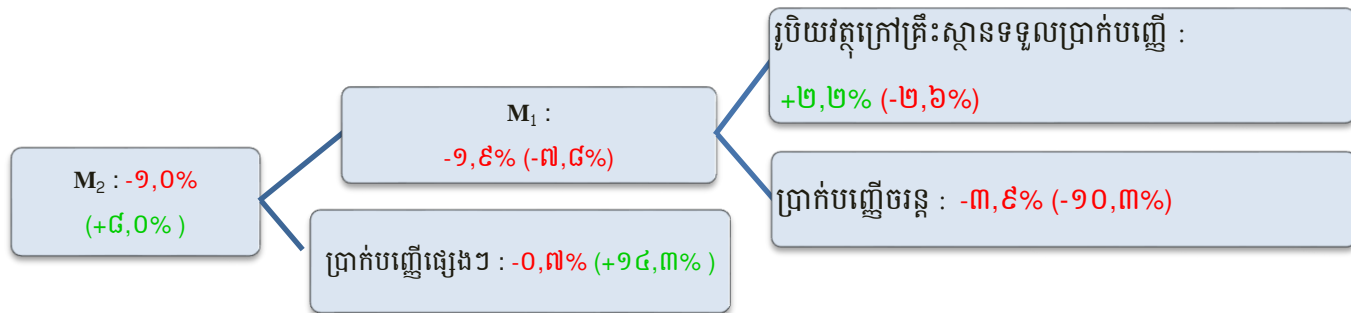 M₂ : -១,០%
(+៨,០% )
M₁ :
-១,៩% (-៧,៨%)
ប្រាក់បញ្ញើផ្សេងៗ : -០,៧% (+១៤,៣% )
រូបិយវត្ថុក្រៅគ្រឹះស្ថានទទួលប្រាក់បញ្ញើ :
+២,២% (-២,៦%)
ប្រាក់បញ្ញើចរន្ត : -៣,៩% (-១០,៣%)